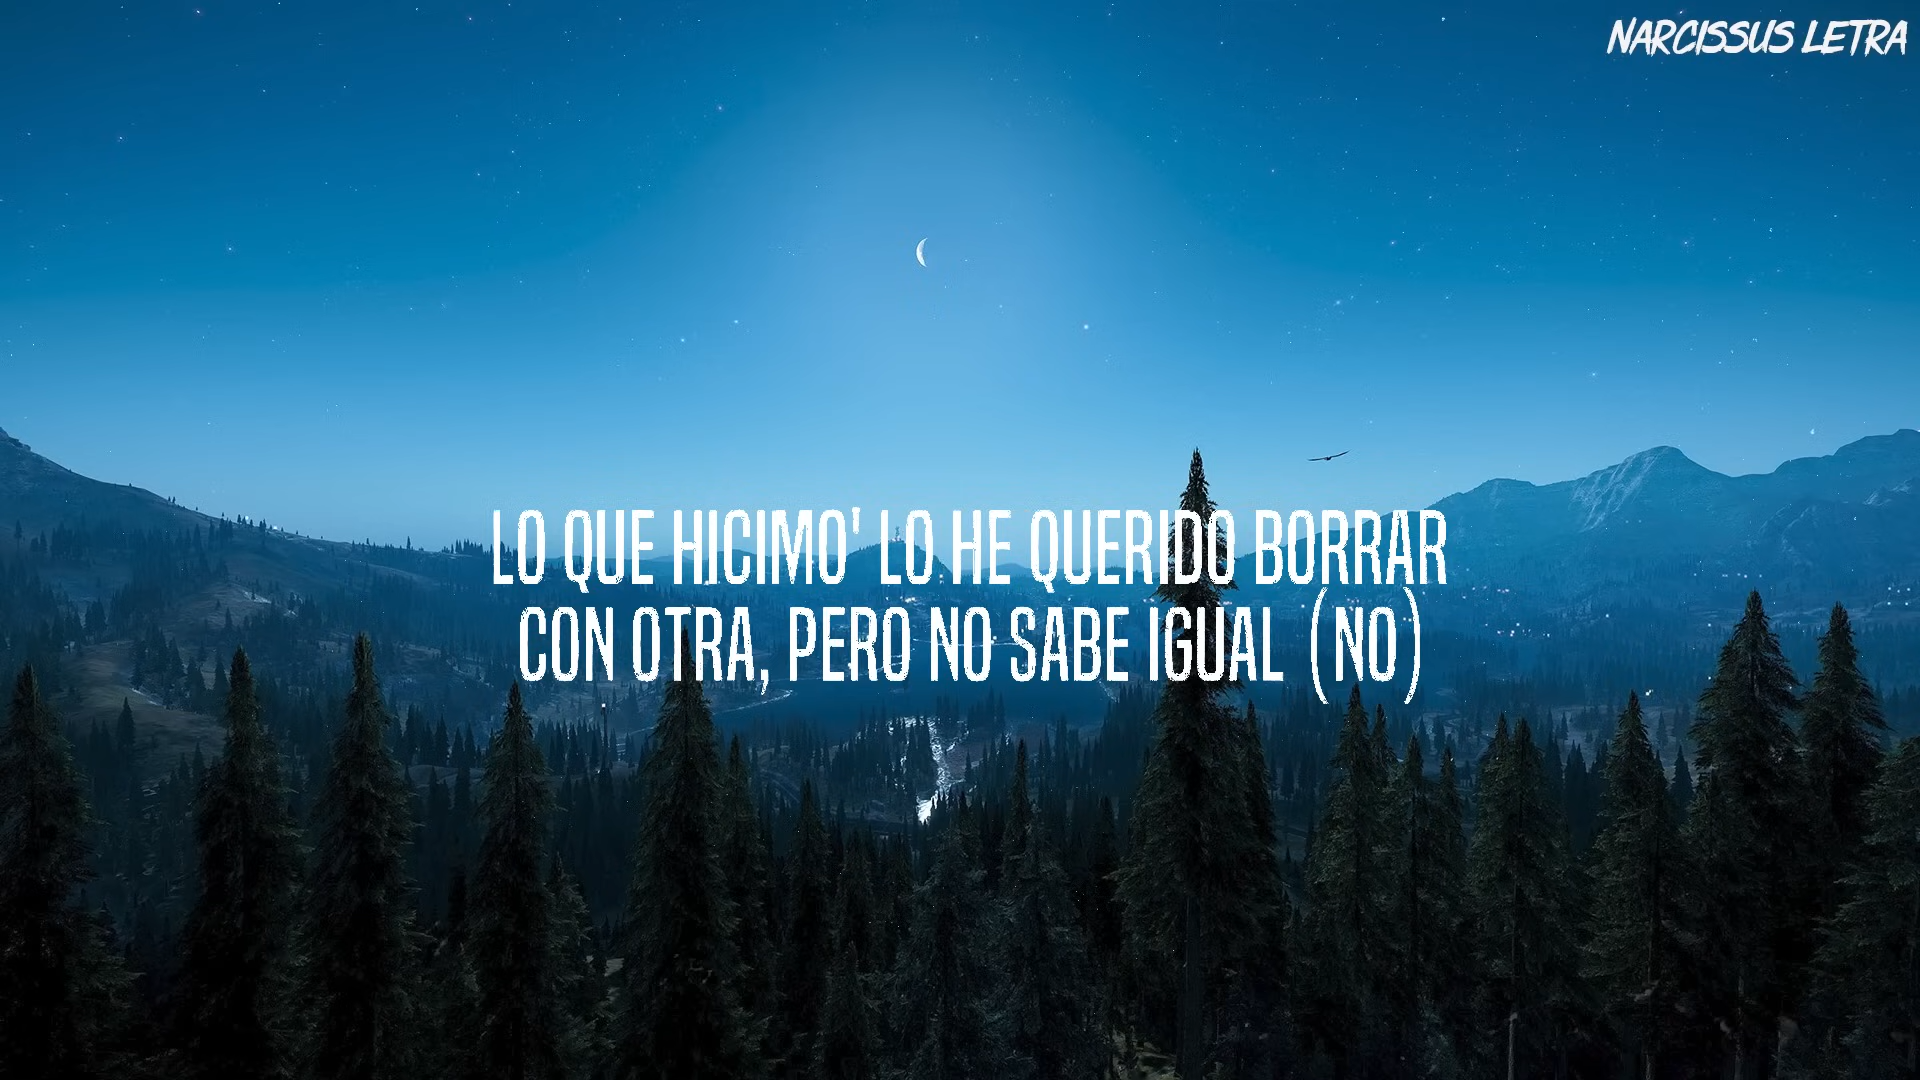 NARCISSUS LETRA
LO QUE HICIMO' LO HE QUERIDO BORRAR
CON OTRA, PERO NO SABE IGUAL (NO)